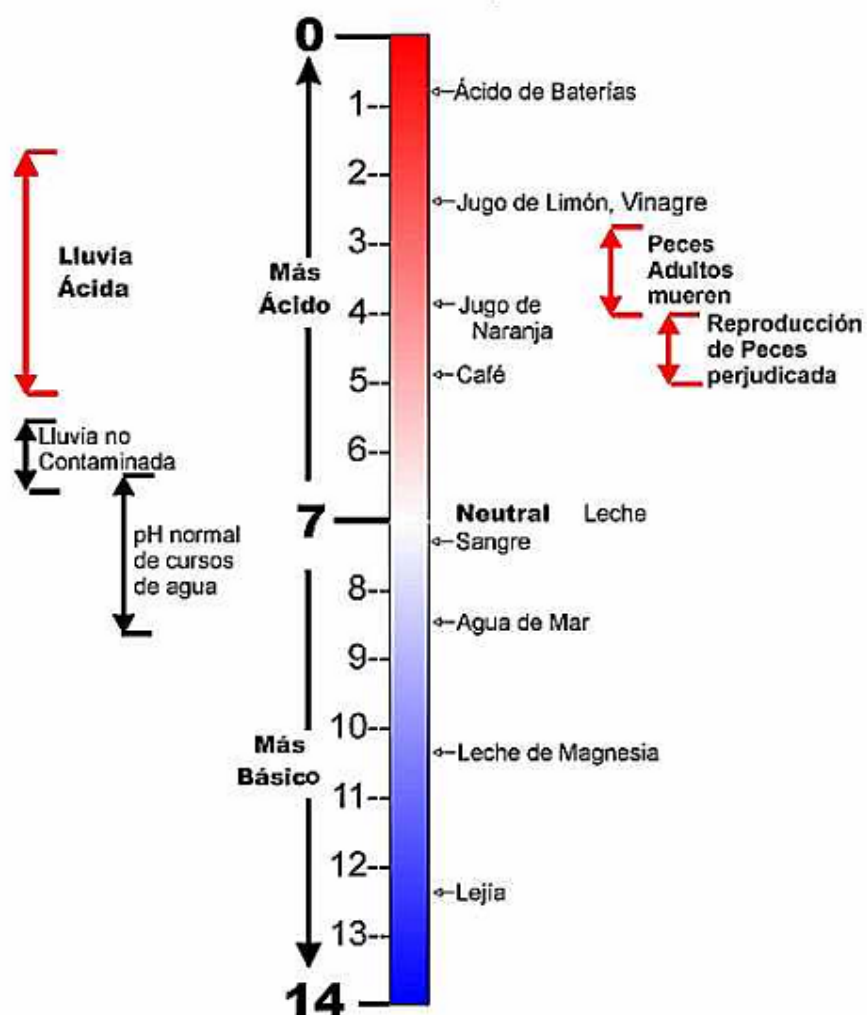 0
1--
Ácido de Baterías
2--
Jugo de Limón, Vinagre
3--
Peces
Adultos
mueren
Lluvia
Ácida
Más
Ácido
4--
Jugo de
Naranja
Reproducción
de Peces
perjudicada
5--
Café
Lluvia no
Contaminada
6--
7
Neutral Leche
Sangre
pH normal
de cursos
de agua
8--
Agua de Mar
9--
10--
Más
Básico
Leche de Magnesia
11--
12--
Lejía
13--
14